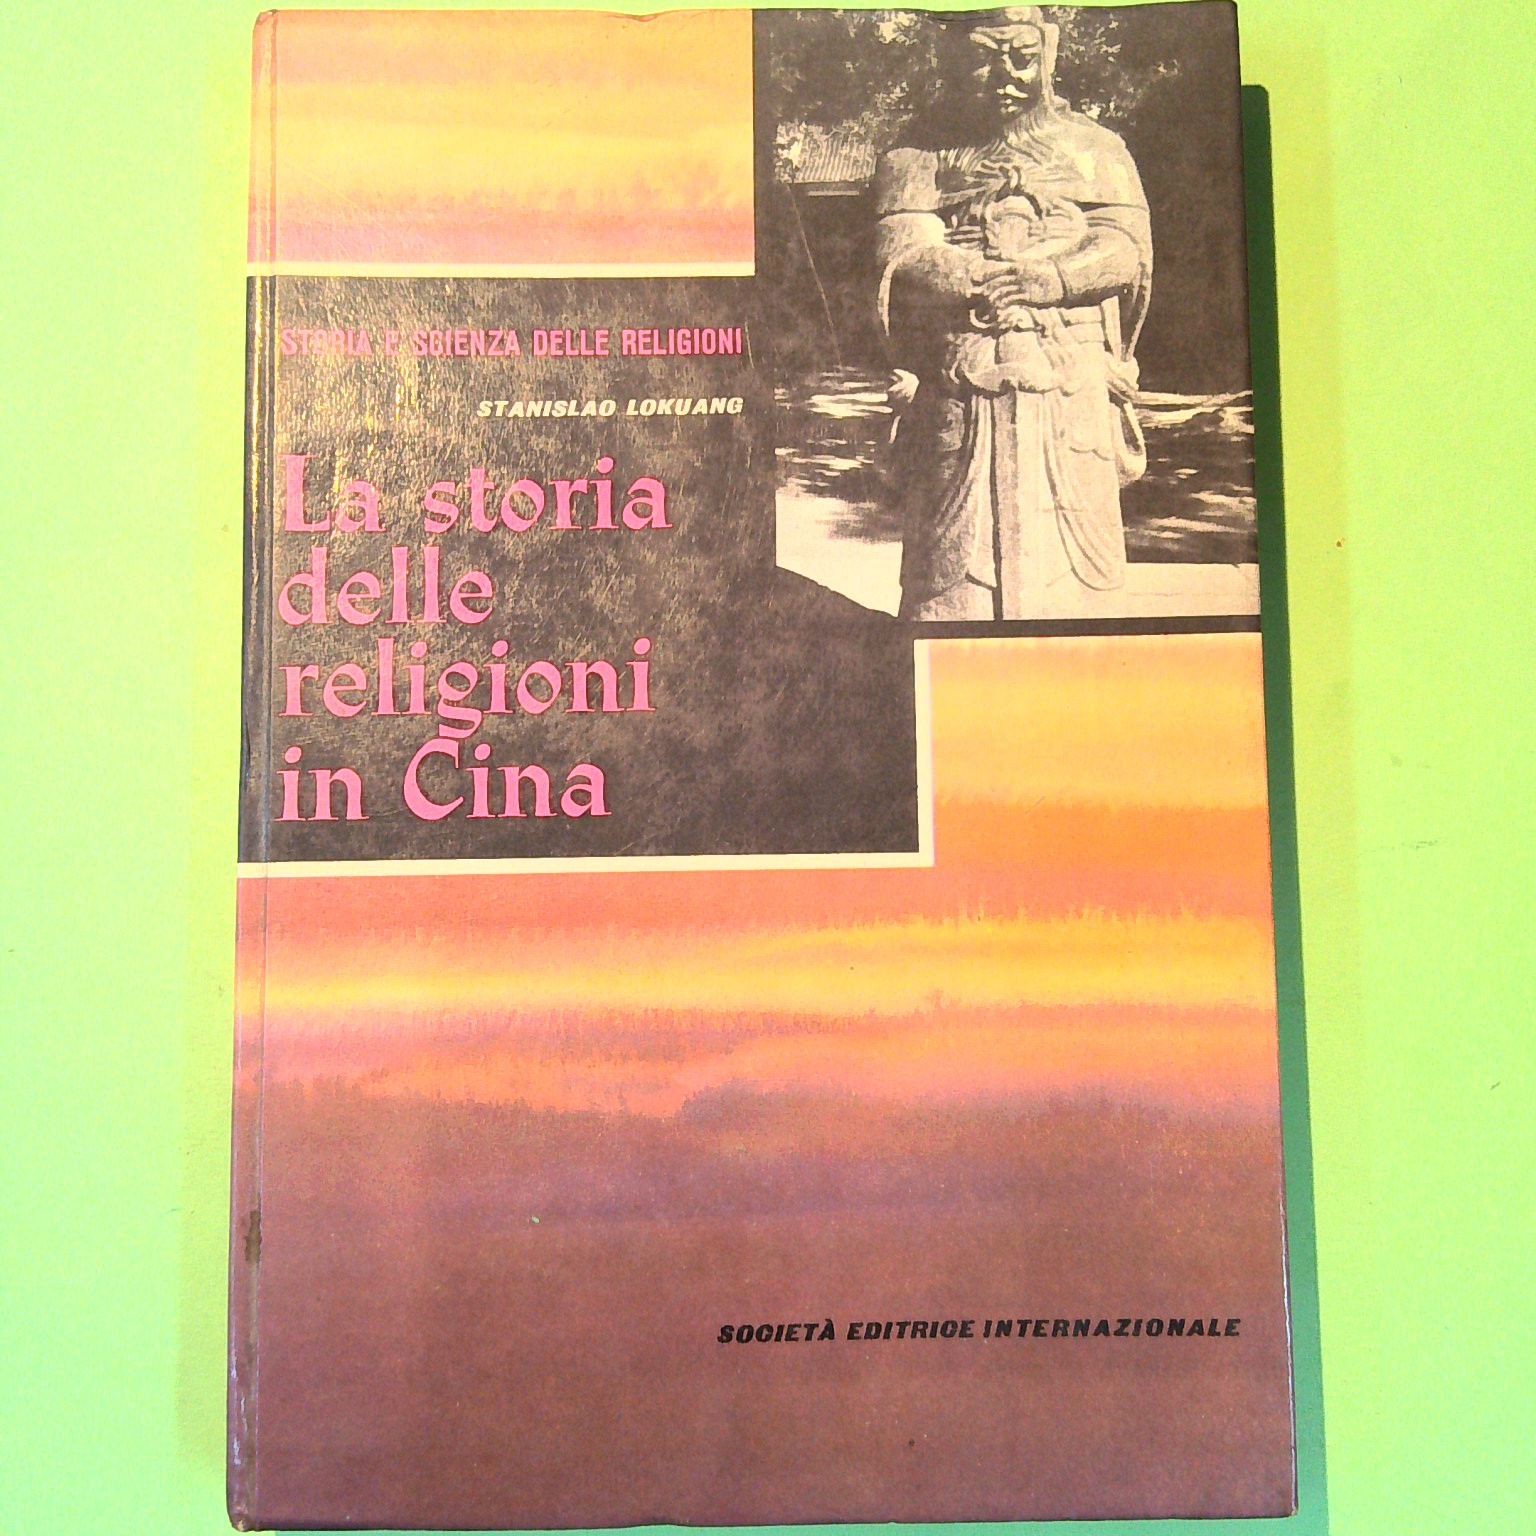 STORIA E SCIENZA DELLE RELIGIONI
STANISLAO LOKUANG
La storia
delle
religioni
in Cina
SOCIETÀ EDITRICE INTERNAZIONALE